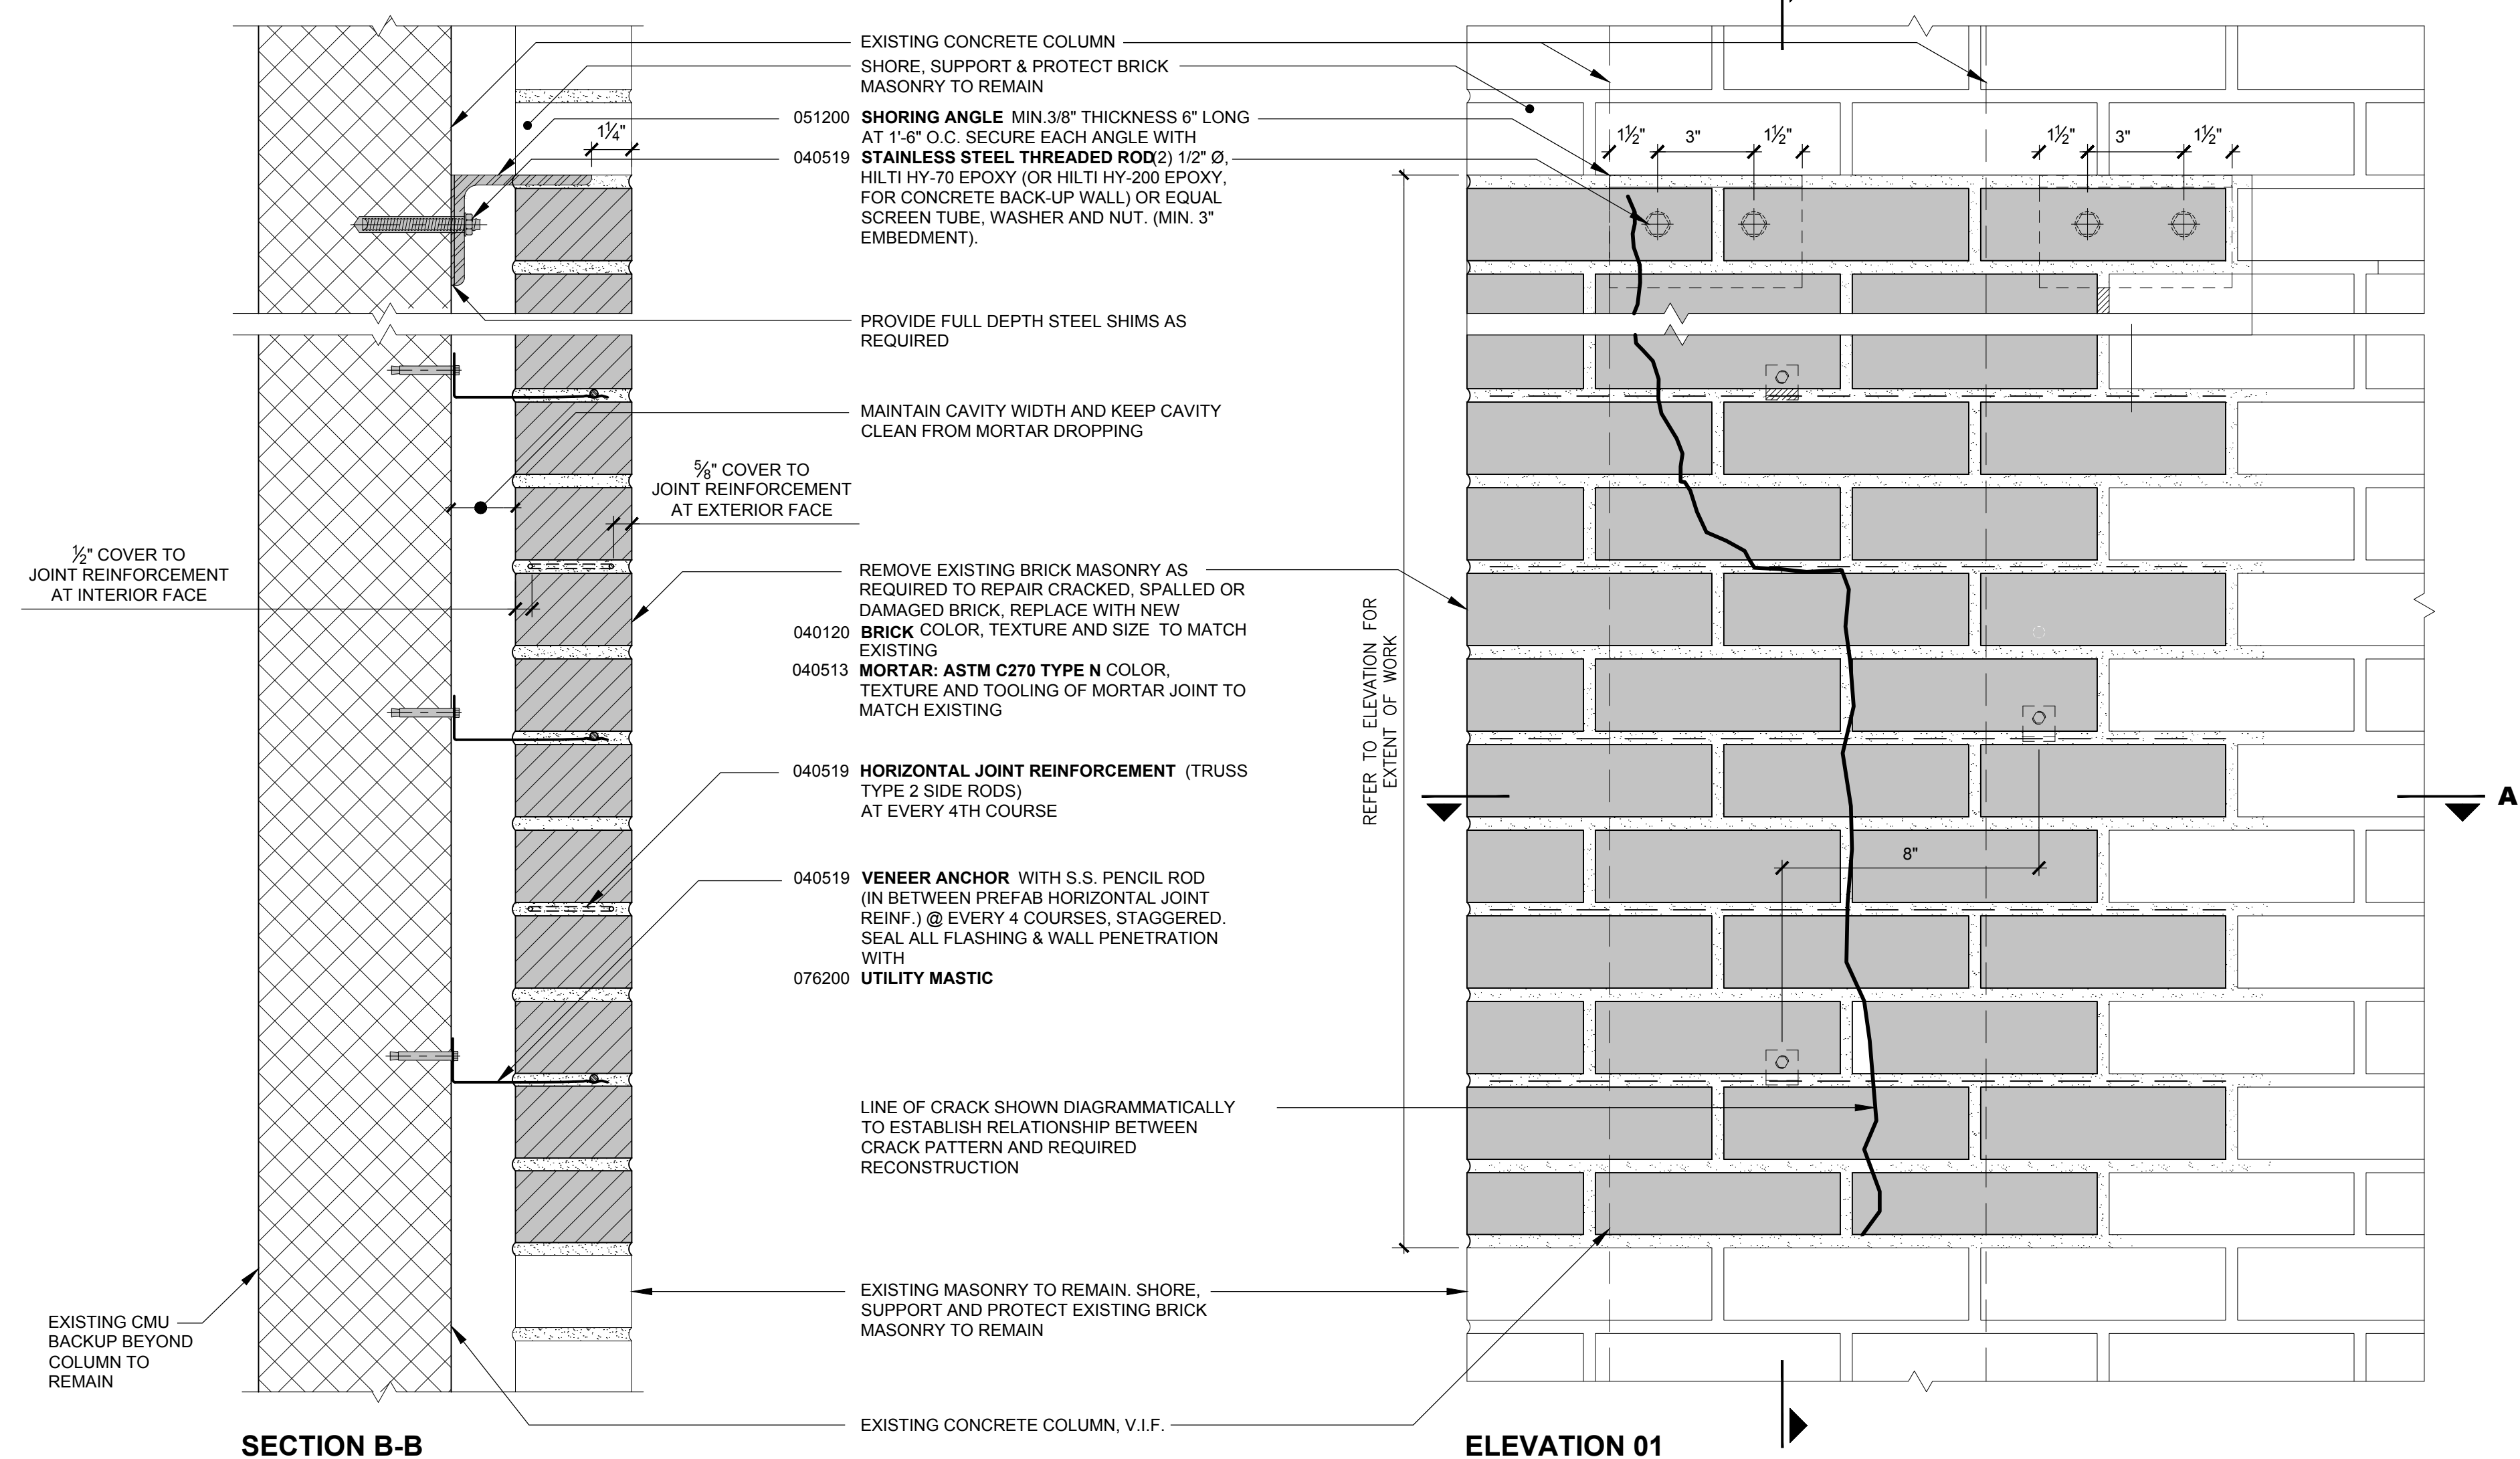 EXISTING CONCRETE COLUMN
SHORE, SUPPORT & PROTECT BRICK
MASONRY TO REMAIN
051200 SHORING ANGLE MIN.3/8" THICKNESS 6" LONG
AT 1'-6" O.C. SECURE EACH ANGLE WITH
040519 STAINLESS STEEL THREADED ROD(2) 1/2" Ø,
HILTI HY-70 EPOXY (OR HILTI HY-200 EPOXY,
FOR CONCRETE BACK-UP WALL) OR EQUAL
SCREEN TUBE, WASHER AND NUT. (MIN. 3"
EMBEDMENT).
1¼"
1½" 3" 1½"
1½" 3" 1½"
PROVIDE FULL DEPTH STEEL SHIMS AS
REQUIRED
MAINTAIN CAVITY WIDTH AND KEEP CAVITY
CLEAN FROM MORTAR DROPPING
⅝" COVER TO
JOINT REINFORCEMENT
AT EXTERIOR FACE
½" COVER TO
JOINT REINFORCEMENT
AT INTERIOR FACE
REMOVE EXISTING BRICK MASONRY AS
REQUIRED TO REPAIR CRACKED, SPALLED OR
DAMAGED BRICK, REPLACE WITH NEW
040120 BRICK COLOR, TEXTURE AND SIZE TO MATCH
EXISTING
040513 MORTAR: ASTM C270 TYPE N COLOR,
TEXTURE AND TOOLING OF MORTAR JOINT TO
MATCH EXISTING
REFER TO ELEVATION FOR
EXTENT OF WORK
040519 HORIZONTAL JOINT REINFORCEMENT (TRUSS
TYPE 2 SIDE RODS)
AT EVERY 4TH COURSE
A
8"
040519 VENEER ANCHOR WITH S.S. PENCIL ROD
(IN BETWEEN PREFAB HORIZONTAL JOINT
REINF.) @ EVERY 4 COURSES, STAGGERED.
SEAL ALL FLASHING & WALL PENETRATION
WITH
076200 UTILITY MASTIC
LINE OF CRACK SHOWN DIAGRAMMATICALLY
TO ESTABLISH RELATIONSHIP BETWEEN
CRACK PATTERN AND REQUIRED
RECONSTRUCTION
EXISTING MASONRY TO REMAIN. SHORE,
SUPPORT AND PROTECT EXISTING BRICK
MASONRY TO REMAIN
EXISTING CMU
BACKUP BEYOND
COLUMN TO
REMAIN
EXISTING CONCRETE COLUMN, V.I.F.
SECTION B-B
ELEVATION 01